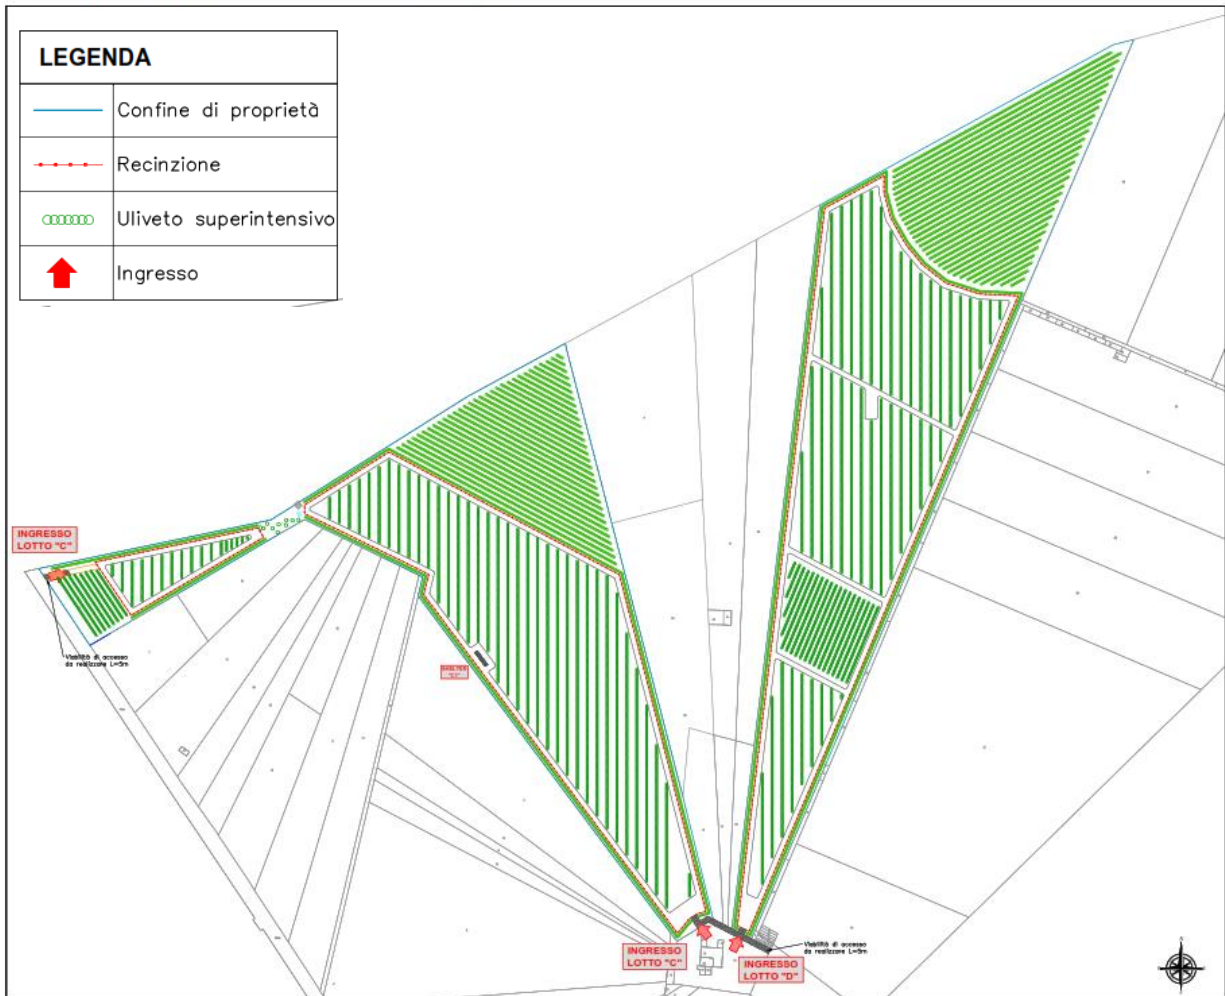 LEGENDA
Confine di proprietà
Recinzione
Uliveto superintensivo
Ingresso
INGRESSO
LOTTO "C"
Viabilità di accesso
da realizzare L=5m
INGRESSO
LOTTO "C"
INGRESSO
LOTTO "D"
Viabilità di accesso
da realizzare L=5m